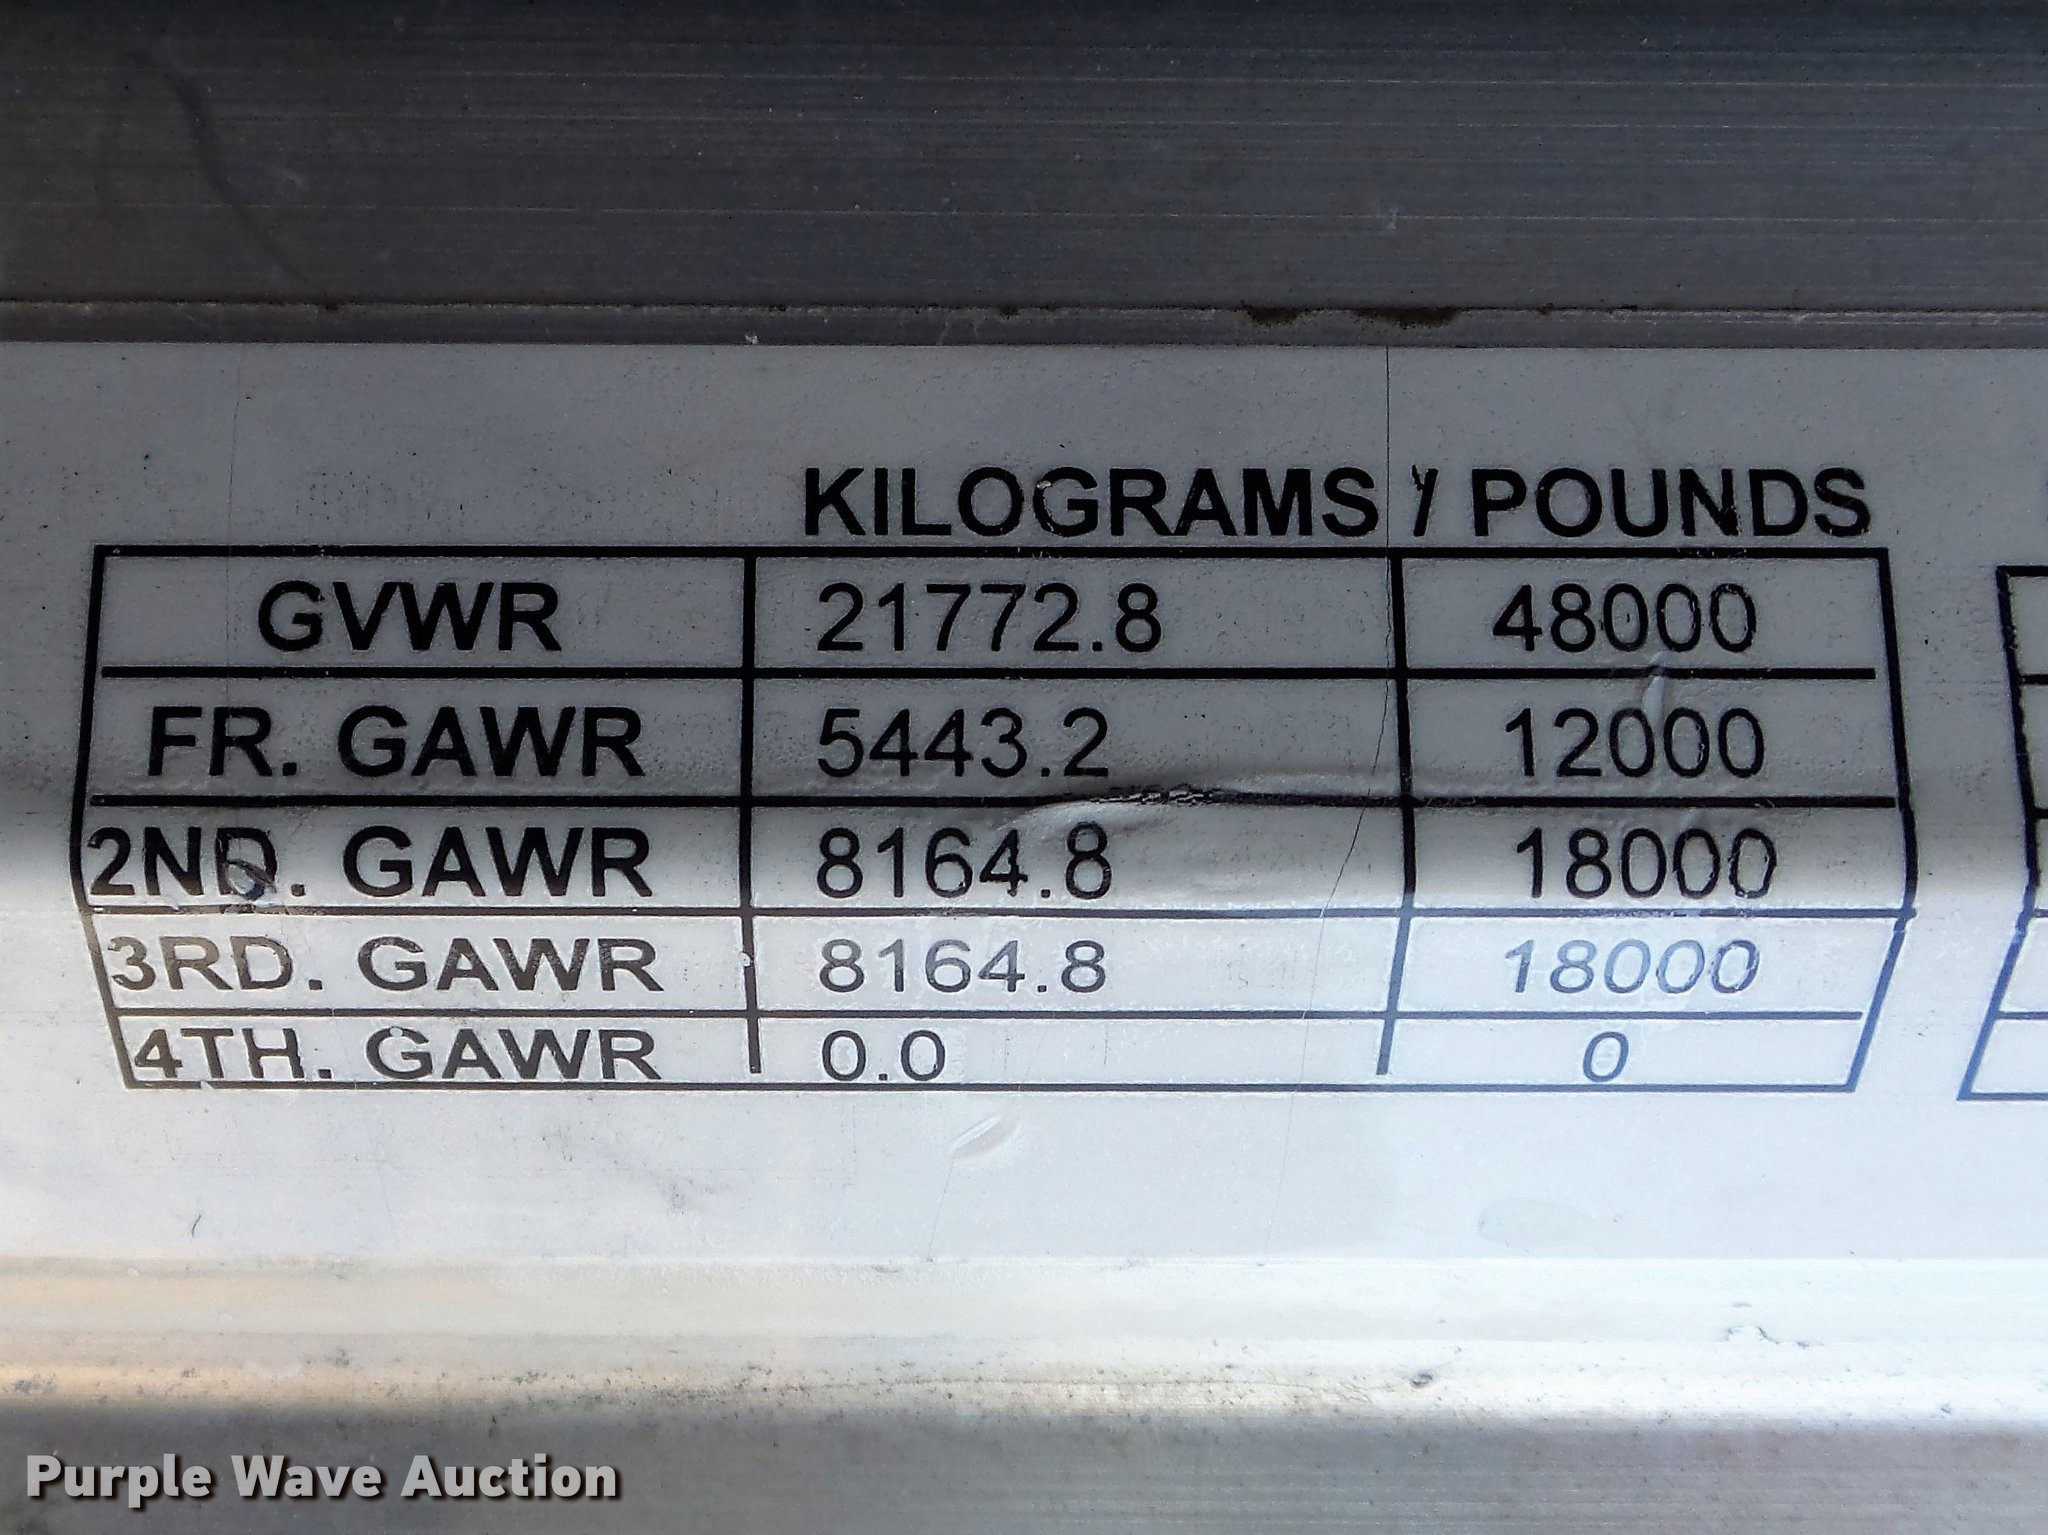 KILOGRAMS / POUNDS
GVWR 21772.8 48000
FR. GAWR 5443.2 12000
2ND. GAWR 8164.8 18000
3RD. GAWR 8164.8 18000
4TH. GAWR 0.0 0
Purple Wave Auction